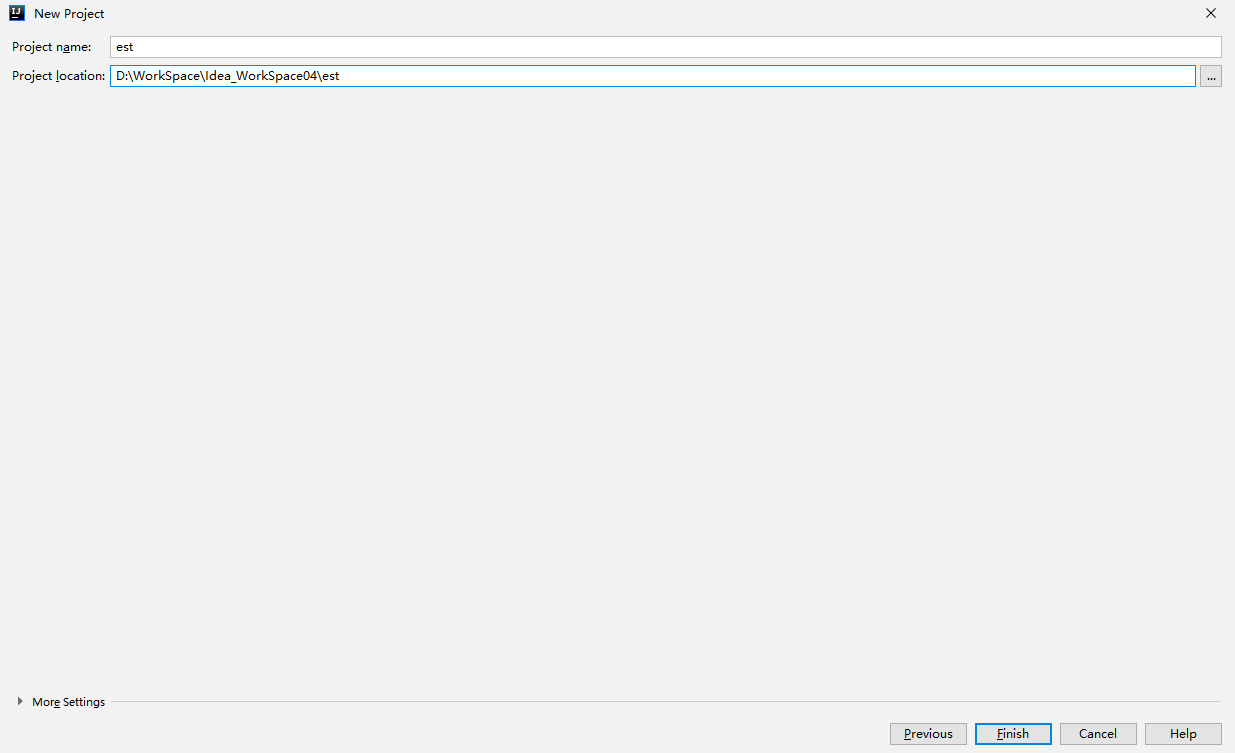 IJ New Project
Project name: est
Project location: D:\WorkSpace\Idea_WorkSpace04\est ...
More Settings
Previous Finish Cancel Help